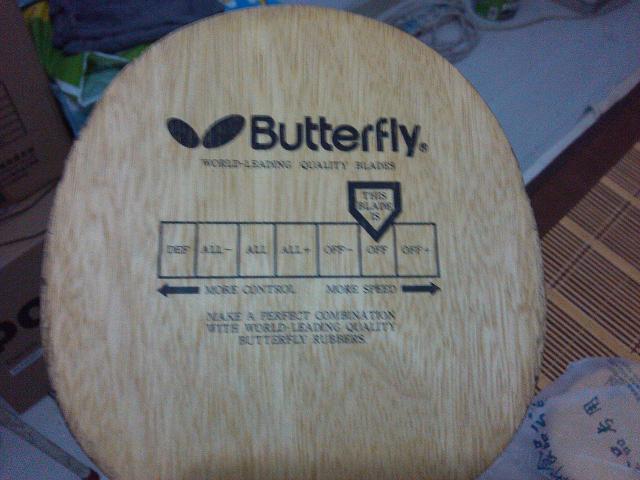 Butterfly®
WORLD-LEADING QUALITY BLADES
THIS
BLADE
IS
DEF ALL- ALL ALL+ OFF- OFF OFF+
MORE CONTROL MORE SPEED
MAKE A PERFECT COMBINATION
WITH WORLD-LEADING QUALITY
BUTTERFLY RUBBERS.